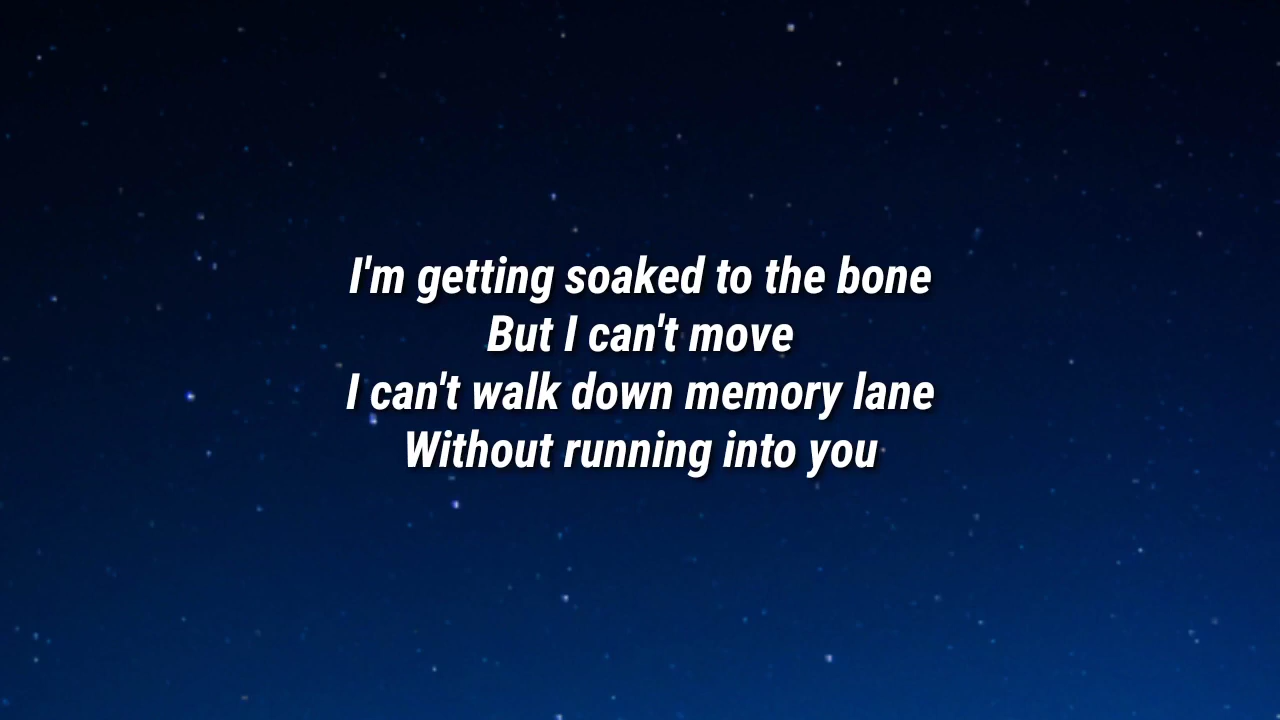 I'm getting soaked to the bone
But I can't move
I can't walk down memory lane
Without running into you